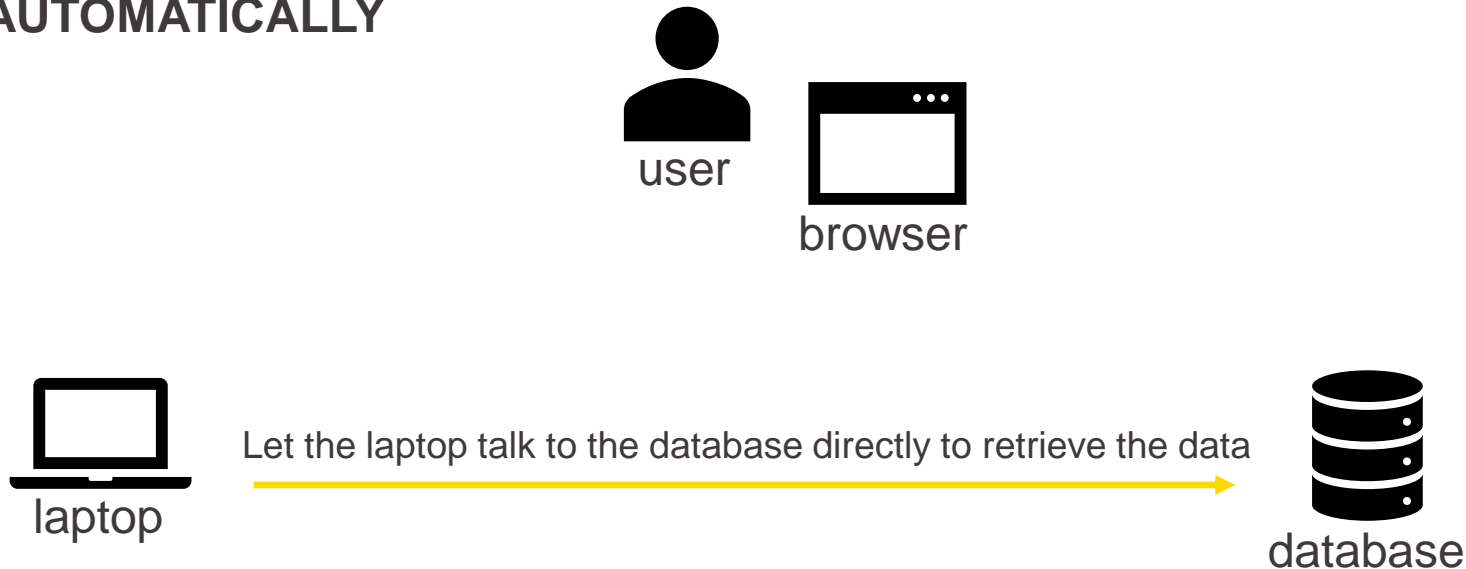 AUTOMATICALLY
user
browser
Let the laptop talk to the database directly to retrieve the data
laptop
database